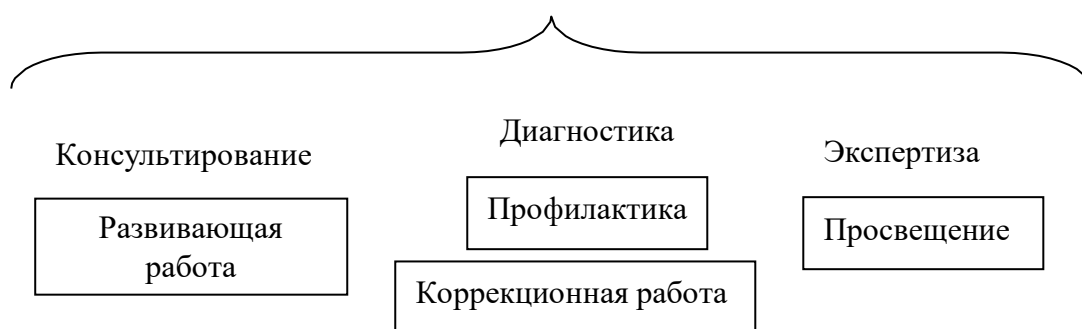 Диагностика
Консультирование
Экспертиза
Развивающая
работа
Профилактика
Просвещение
Коррекционная работа